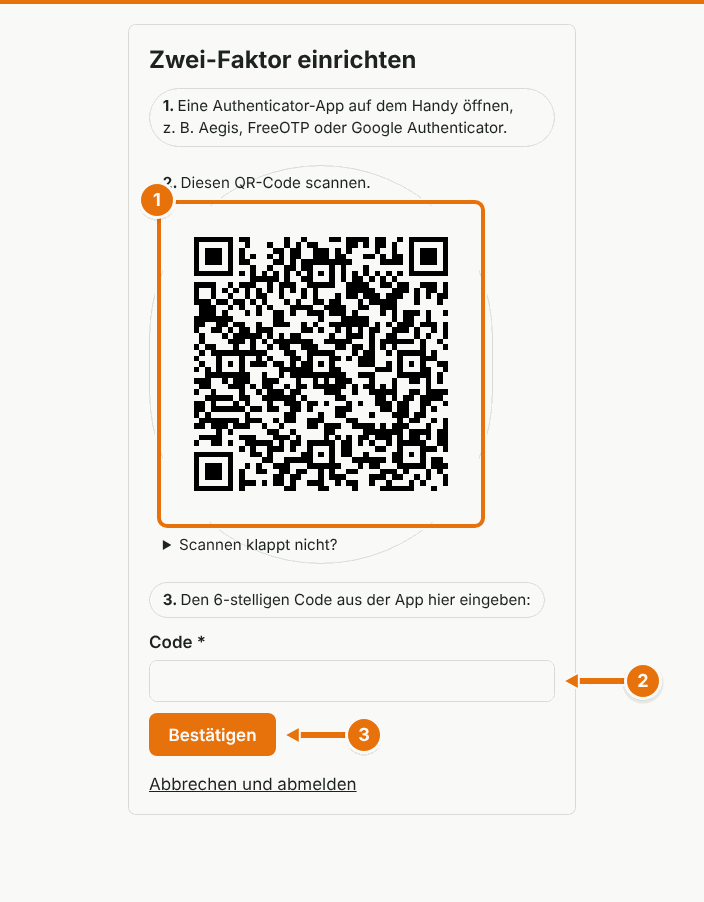 Zwei-Faktor einrichten
1. Eine Authenticator-App auf dem Handy öffnen,
z. B. Aegis, FreeOTP oder Google Authenticator.
2. Diesen QR-Code scannen.
1
▶ Scannen klappt nicht?
3. Den 6-stelligen Code aus der App hier eingeben:
Code *
2
Bestätigen
3
Abbrechen und abmelden